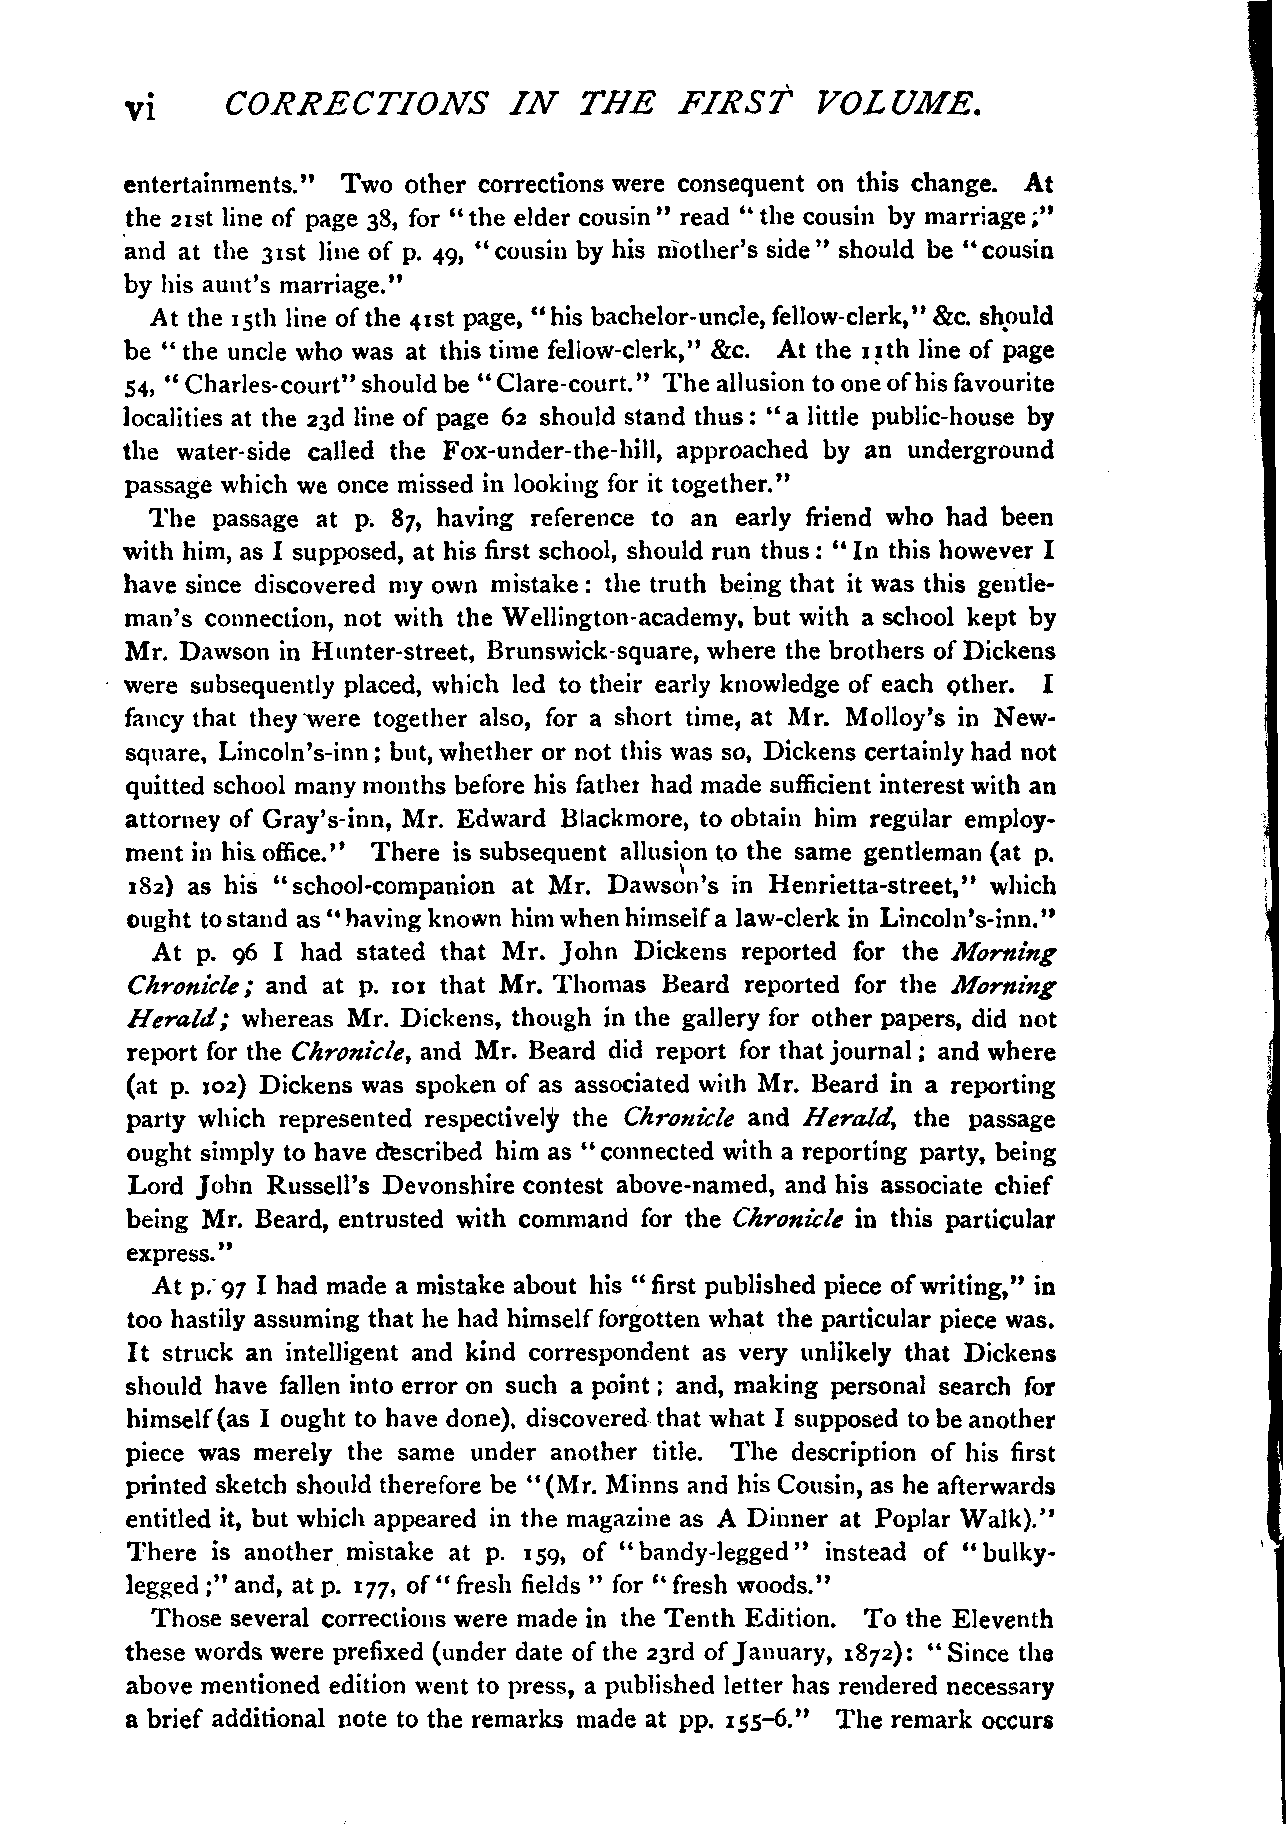 vi CORRECTIONS IN THE FIRST VOLUME.
entertainments." Two other corrections were consequent on this change. At
the 21st line of page 38, for "the elder cousin" read "the cousin by marriage;"
and at the 31st line of p. 49, "cousin by his mother's side" should be "cousin
by his aunt's marriage."
At the 15th line of the 41st page, "his bachelor-uncle, fellow-clerk," &c. should
be "the uncle who was at this time fellow-clerk," &c. At the 11th line of page
54, "Charles-court" should be "Clare-court." The allusion to one of his favourite
localities at the 23d line of page 62 should stand thus: "a little public-house by
the water-side called the Fox-under-the-hill, approached by an underground
passage which we once missed in looking for it together."
The passage at p. 87, having reference to an early friend who had been
with him, as I supposed, at his first school, should run thus: "In this however I
have since discovered my own mistake: the truth being that it was this gentle-
man's connection, not with the Wellington-academy, but with a school kept by
Mr. Dawson in Hunter-street, Brunswick-square, where the brothers of Dickens
were subsequently placed, which led to their early knowledge of each other. I
fancy that they were together also, for a short time, at Mr. Molloy's in New-
square, Lincoln's-inn; but, whether or not this was so, Dickens certainly had not
quitted school many months before his father had made sufficient interest with an
attorney of Gray's-inn, Mr. Edward Blackmore, to obtain him regular employ-
ment in his office." There is subsequent allusion to the same gentleman (at p.
182) as his "school-companion at Mr. Dawson's in Henrietta-street," which
ought to stand as "having known him when himself a law-clerk in Lincoln's-inn."
At p. 96 I had stated that Mr. John Dickens reported for the Morning
Chronicle; and at p. 101 that Mr. Thomas Beard reported for the Morning
Herald; whereas Mr. Dickens, though in the gallery for other papers, did not
report for the Chronicle, and Mr. Beard did report for that journal; and where
(at p. 102) Dickens was spoken of as associated with Mr. Beard in a reporting
party which represented respectively the Chronicle and Herald, the passage
ought simply to have described him as "connected with a reporting party, being
Lord John Russell's Devonshire contest above-named, and his associate chief
being Mr. Beard, entrusted with command for the Chronicle in this particular
express."
At p. 97 I had made a mistake about his "first published piece of writing," in
too hastily assuming that he had himself forgotten what the particular piece was.
It struck an intelligent and kind correspondent as very unlikely that Dickens
should have fallen into error on such a point; and, making personal search for
himself (as I ought to have done), discovered that what I supposed to be another
piece was merely the same under another title. The description of his first
printed sketch should therefore be "(Mr. Minns and his Cousin, as he afterwards
entitled it, but which appeared in the magazine as A Dinner at Poplar Walk)."
There is another mistake at p. 159, of "bandy-legged" instead of "bulky-
legged;" and, at p. 177, of "fresh fields" for "fresh woods."
Those several corrections were made in the Tenth Edition. To the Eleventh
these words were prefixed (under date of the 23rd of January, 1872): "Since the
above mentioned edition went to press, a published letter has rendered necessary
a brief additional note to the remarks made at pp. 155-6." The remark occurs